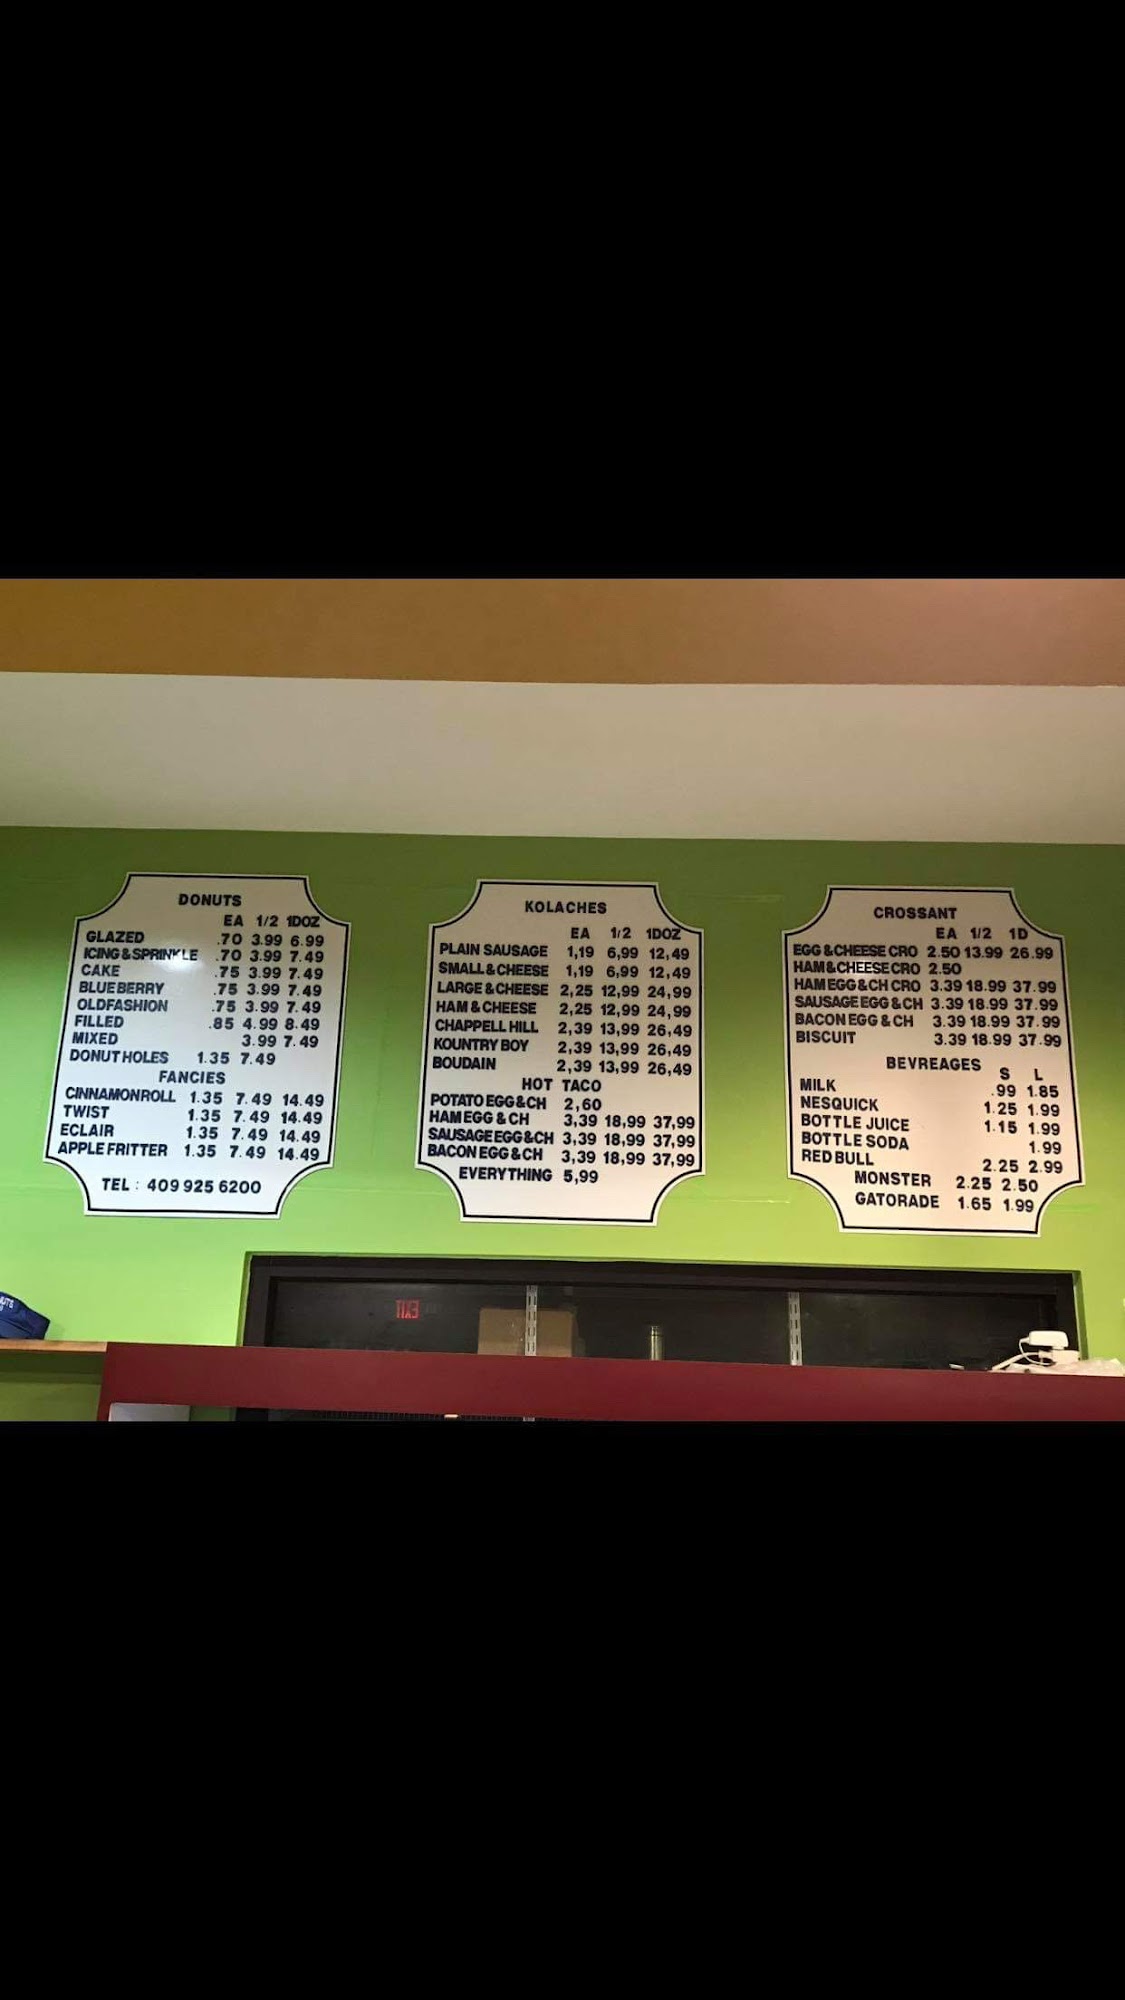 DONUTS
EA 1/2 1DOZ
GLAZED .70 3.99 6.99
ICING & SPRINKLE .70 3.99 7.49
CAKE .75 3.99 7.49
BLUEBERRY .75 3.99 7.49
OLDFASHION .75 3.99 7.49
FILLED .85 4.99 8.49
MIXED 3.99 7.49
DONUT HOLES 1.35 7.49
FANCIES
CINNAMONROLL 1.35 7.49 14.49
TWIST 1.35 7.49 14.49
ECLAIR 1.35 7.49 14.49
APPLE FRITTER 1.35 7.49 14.49
TEL : 409 925 6200
KOLACHES
EA 1/2 1DOZ
PLAIN SAUSAGE 1,19 6,99 12,49
SMALL & CHEESE 1,19 6,99 12,49
LARGE & CHEESE 2,25 12,99 24,99
HAM & CHEESE 2,25 12,99 24,99
CHAPPELL HILL 2,39 13,99 26,49
KOUNTRY BOY 2,39 13,99 26,49
BOUDAIN 2,39 13,99 26,49
HOT TACO
POTATO EGG & CH 2,60
HAM EGG & CH 3,39 18,99 37,99
SAUSAGE EGG & CH 3,39 18,99 37,99
BACON EGG & CH 3,39 18,99 37,99
EVERYTHING 5,99
CROSSANT
EA 1/2 1D
EGG & CHEESE CRO 2.50 13.99 26.99
HAM & CHEESE CRO 2.50
HAM EGG & CH CRO 3.39 18.99 37.99
SAUSAGE EGG & CH 3.39 18.99 37.99
BACON EGG & CH 3.39 18.99 37.99
BISCUIT 3.39 18.99 37.99
BEVREAGES
S L
MILK .99 1.85
NESQUICK 1.25 1.99
BOTTLE JUICE 1.15 1.99
BOTTLE SODA 1.99
RED BULL 2.25 2.99
MONSTER 2.25 2.50
GATORADE 1.65 1.99
EXIT